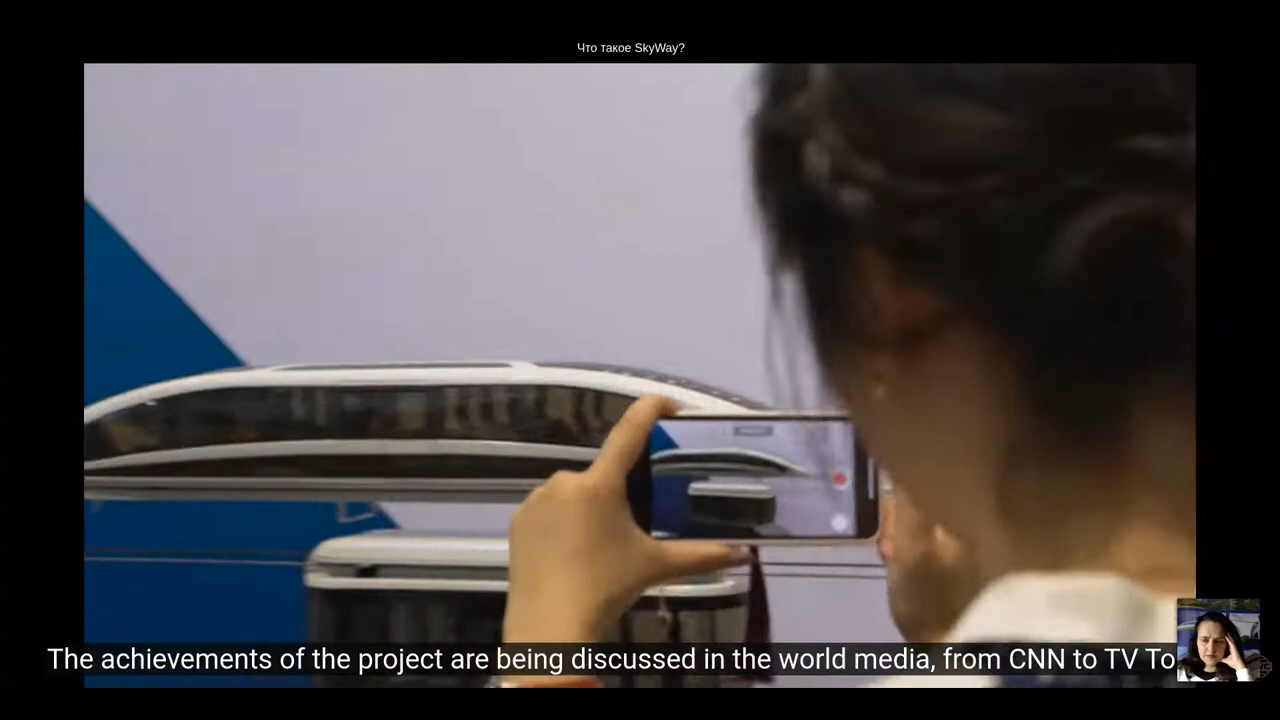 Что такое SkyWay?
The achievements of the project are being discussed in the world media, from CNN to TV To